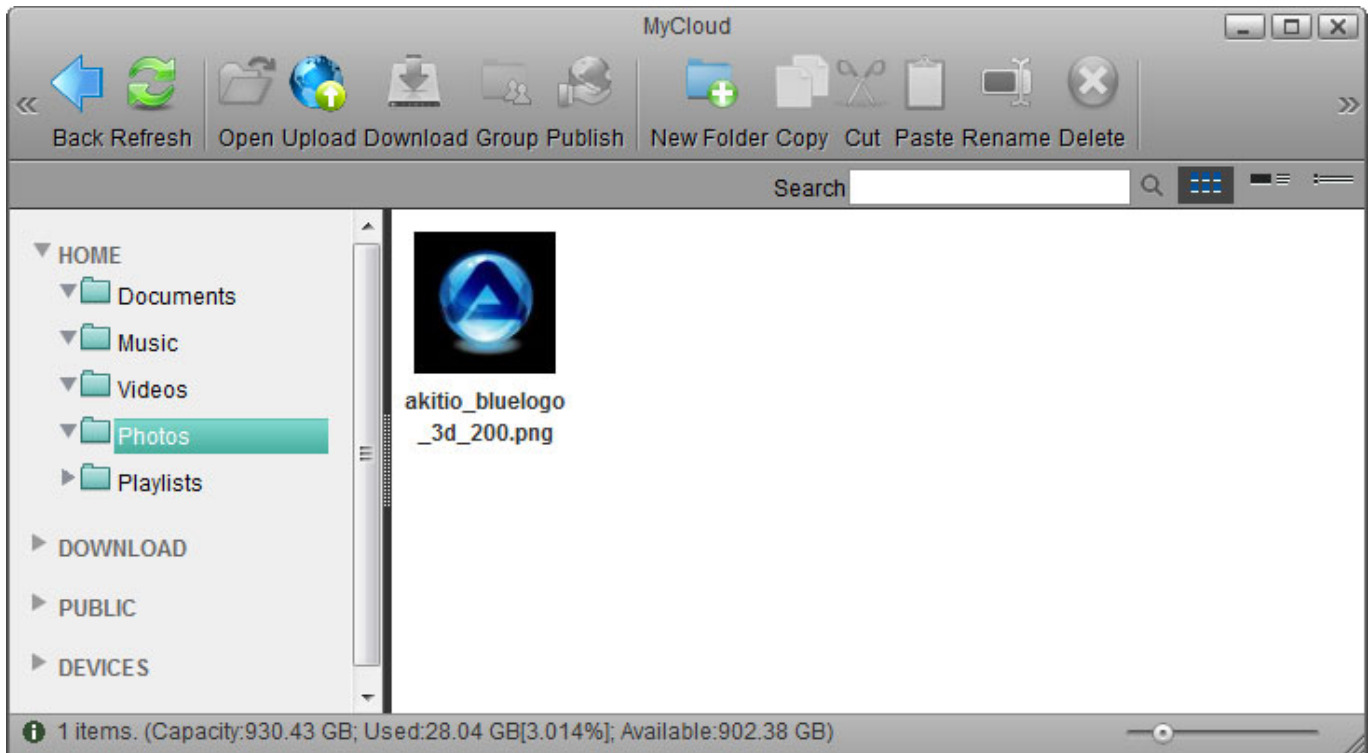 MyCloud
Back Refresh Open Upload Download Group Publish New Folder Copy Cut Paste Rename Delete
Search
HOME
Documents
Music
Videos
Photos
Playlists
DOWNLOAD
PUBLIC
DEVICES
akitio_bluelogo
_3d_200.png
1 items. (Capacity:930.43 GB; Used:28.04 GB[3.014%]; Available:902.38 GB)